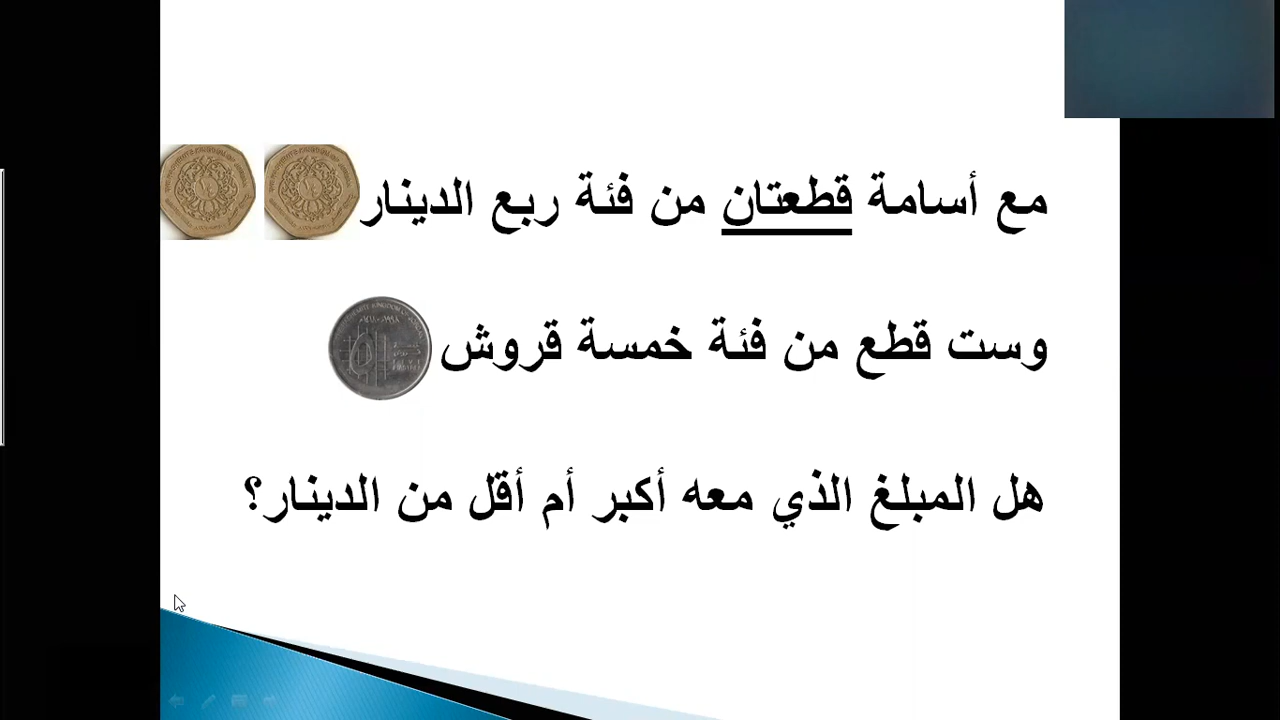 مع أسامة قطعتان من فئة ربع الدينار
وست قطع من فئة خمسة قروش
هل المبلغ الذي معه أكبر أم أقل من الدينار؟